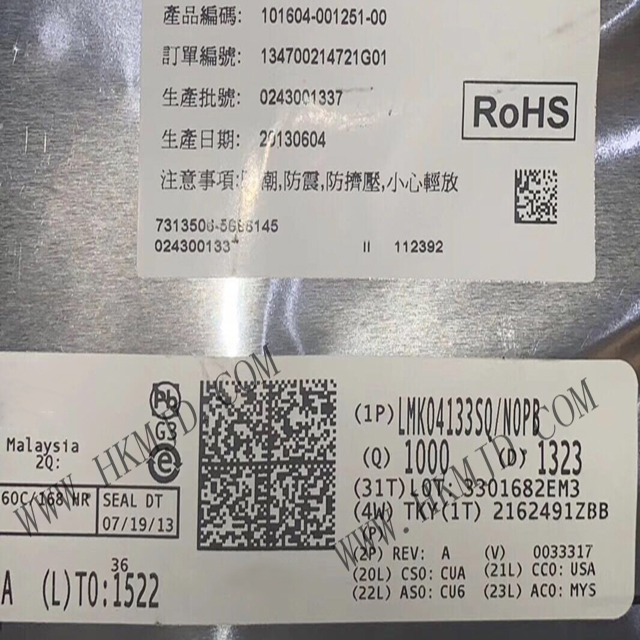 產品編碼: 101604-001251-00
訂單編號: 134700214721G01
生產批號: 0243001337
生產日期: 20130604
RoHS
注意事項: 潮,防震,防擠壓,小心輕放
7313506-5686145
0243001337 II 112392
WWW.HKMJD.COM
WWW.HKMJD.COM
Pb
G3
e
Malaysia
2Q:
60C/168 HR
SEAL DT
07/19/13
36
A (L)TO:1522
(1P)LMK04133SQ/NOPB
(Q) 1000 (D) 1323
(31T)LOT: 3301682EM3
(4W) TKY(1T) 2162491ZBB
(P)
(2P) REV: A (V) 0033317
(20L) CSO: CUA (21L) CCO: USA
(22L) ASO: CU6 (23L) ACO: MYS